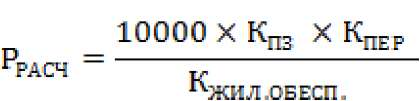 Р_РАСЧ = 10000 × К_ПЗ × К_ПЕР
К_ЖИЛ.ОБЕСП.